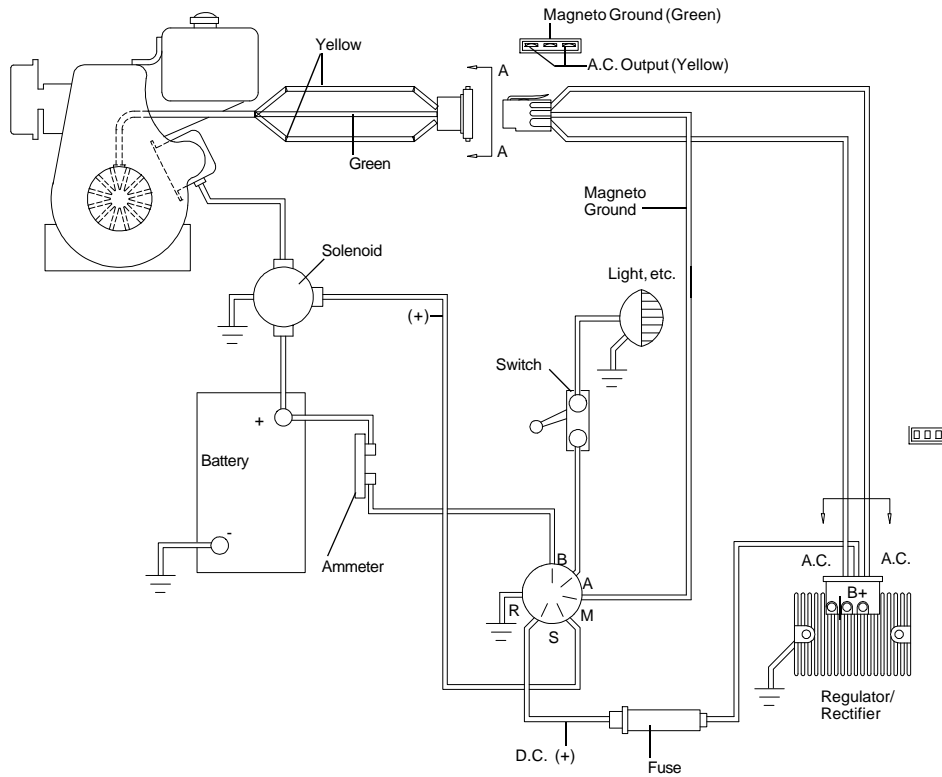 Magneto Ground (Green)
Yellow
A
A.C. Output (Yellow)
A
Green
Magneto
Ground
Solenoid
Light, etc.
(+)
Switch
+
Battery
-
Ammeter
B
A
R
M
S
A.C.
A.C.
B+
Regulator/
Rectifier
D.C. (+)
Fuse